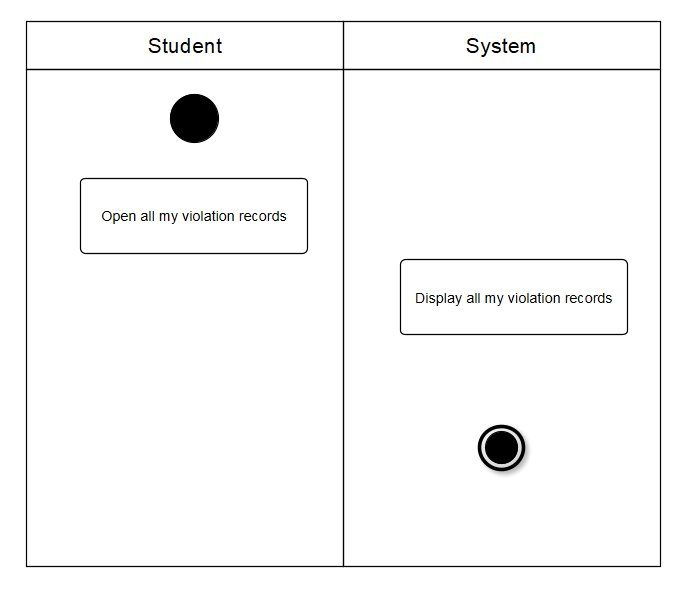 Student
System
Open all my violation records
Display all my violation records